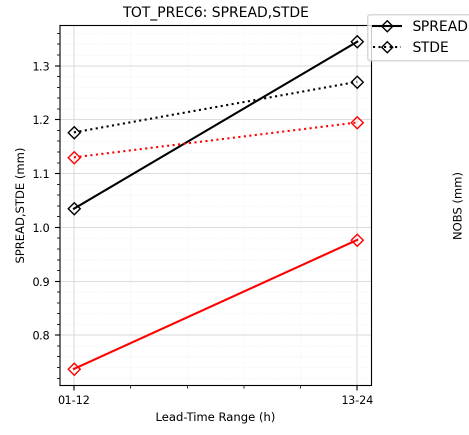 TOT_PREC6: SPREAD,STDE
SPREAD
STDE
1.3
1.2
1.1
1.0
0.9
0.8
SPREAD,STDE (mm)
NOBS (mm)
01-12
13-24
Lead-Time Range (h)